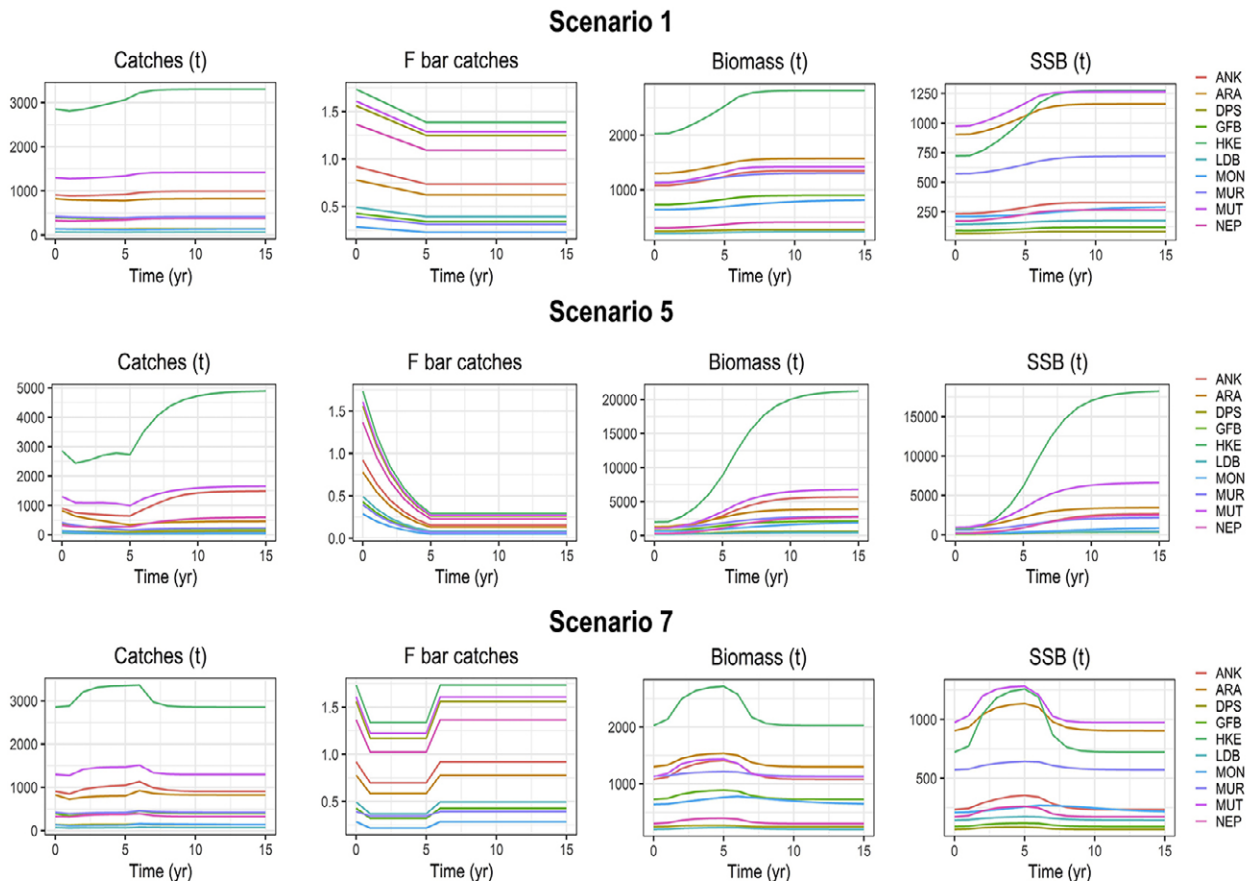 Scenario 1
Catches (t) F bar catches Biomass (t) SSB (t)
3000
2000
1000
0
0 5 10 15
Time (yr)
1.5
1.0
0.5
0 5 10 15
Time (yr)
2000
1000
0 5 10 15
Time (yr)
1250
1000
750
500
250
0 5 10 15
Time (yr)
ANK
ARA
DPS
GFB
HKE
LDB
MON
MUR
MUT
NEP
Scenario 5
Catches (t) F bar catches Biomass (t) SSB (t)
5000
4000
3000
2000
1000
0
0 5 10 15
Time (yr)
1.5
1.0
0.5
0.0
0 5 10 15
Time (yr)
20000
15000
10000
5000
0
0 5 10 15
Time (yr)
15000
10000
5000
0
0 5 10 15
Time (yr)
ANK
ARA
DPS
GFB
HKE
LDB
MON
MUR
MUT
NEP
Scenario 7
Catches (t) F bar catches Biomass (t) SSB (t)
3000
2000
1000
0
0 5 10 15
Time (yr)
1.5
1.0
0.5
0 5 10 15
Time (yr)
2000
1000
0 5 10 15
Time (yr)
1000
500
0 5 10 15
Time (yr)
ANK
ARA
DPS
GFB
HKE
LDB
MON
MUR
MUT
NEP